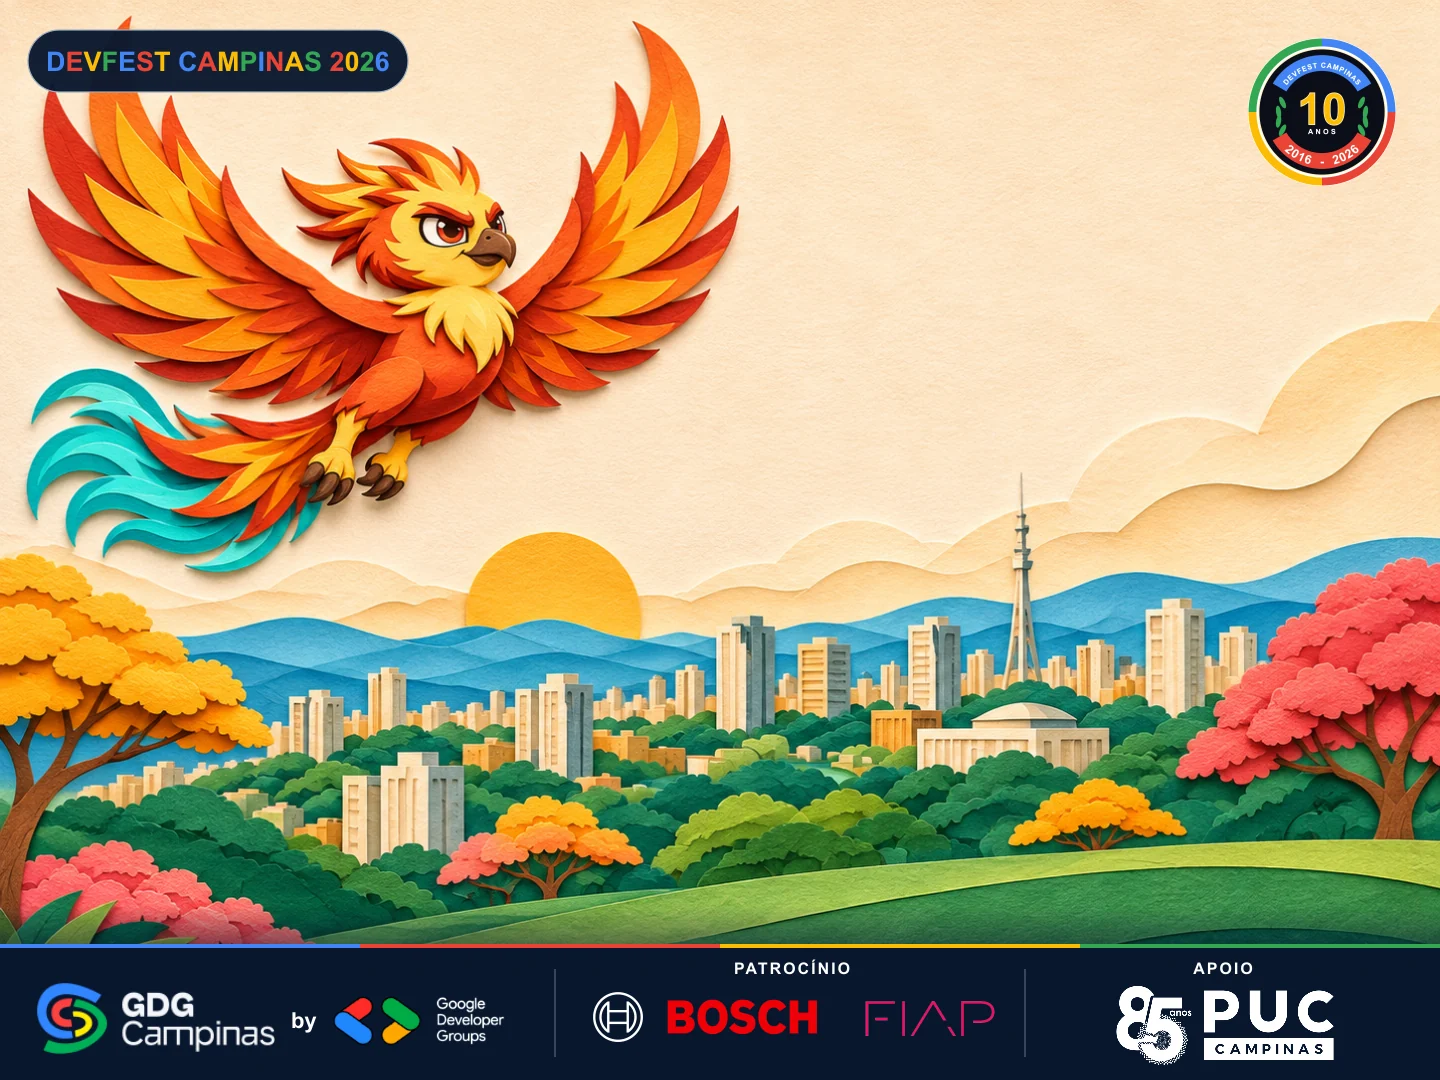 DEVFEST CAMPINAS 2026
DEVFEST CAMPINAS
10
ANOS
2016 - 2026
PATROCÍNIO
APOIO
GDG
Campinas
by
Google
Developer
Groups
BOSCH
FIAP
85 anos
PUC
CAMPINAS